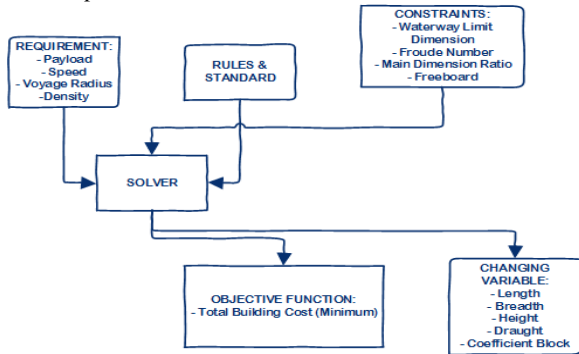 REQUIREMENT:
- Payload
- Speed
- Voyage Radius
-Density
RULES &
STANDARD
CONSTRAINTS:
- Waterway Limit
Dimension
- Froude Number
- Main Dimension Ratio
- Freeboard
SOLVER
OBJECTIVE FUNCTION:
- Total Building Cost (Minimum)
CHANGING
VARIABLE:
- Length
- Breadth
- Height
- Draught
- Coefficient Block